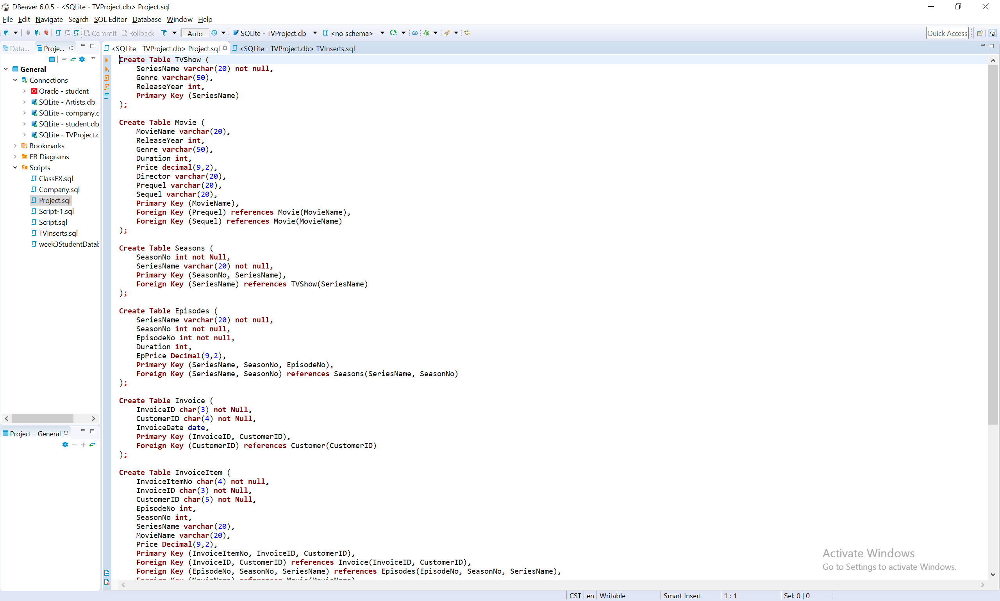 DBeaver 6.0.5 - <SQLite - TVProject.db> Project.sql
File Edit Navigate Search SQL Editor Database Window Help
Commit Rollback Auto SQLite - TVProject.db <no schema> Quick Access
Data... Proje... <SQLite - TVProject.db> Project.sql <SQLite - TVProject.db> TVInserts.sql
General
Connections
Oracle - student
SQLite - Artists.db
SQLite - company.c
SQLite - student.db
SQLite - TVProject.c
Bookmarks
ER Diagrams
Scripts
ClassEX.sql
Company.sql
Project.sql
Script-1.sql
Script.sql
TVInserts.sql
week3StudentDatab
Project - General
Create Table TVShow (
SeriesName varchar(20) not null,
Genre varchar(50),
ReleaseYear int,
Primary Key (SeriesName)
);
Create Table Movie (
MovieName varchar(20),
ReleaseYear int,
Genre varchar(50),
Duration int,
Price decimal(9,2),
Director varchar(20),
Prequel varchar(20),
Sequel varchar(20),
Primary Key (MovieName),
Foreign Key (Prequel) references Movie(MovieName),
Foreign Key (Sequel) references Movie(MovieName)
);
Create Table Seasons (
SeasonNo int not Null,
SeriesName varchar(20) not null,
Primary Key (SeasonNo, SeriesName),
Foreign Key (SeriesName) references TVShow(SeriesName)
);
Create Table Episodes (
SeriesName varchar(20) not null,
SeasonNo int not null,
EpisodeNo int not null,
Duration int,
EpPrice Decimal(9,2),
Primary Key (SeriesName, SeasonNo, EpisodeNo),
Foreign Key (SeriesName, SeasonNo) references Seasons(SeriesName, SeasonNo)
);
Create Table Invoice (
InvoiceID char(3) not Null,
CustomerID char(4) not Null,
InvoiceDate date,
Primary Key (InvoiceID, CustomerID),
Foreign Key (CustomerID) references Customer(CustomerID)
);
Create Table InvoiceItem (
InvoiceItemNo char(4) not null,
InvoiceID char(3) not Null,
CustomerID char(5) not Null,
EpisodeNo int,
SeasonNo int,
SeriesName varchar(20),
MovieName varchar(20),
Price Decimal(9,2),
Primary Key (InvoiceItemNo, InvoiceID, CustomerID),
Foreign Key (InvoiceID, CustomerID) references Invoice(InvoiceID, CustomerID),
Foreign Key (EpisodeNo, SeasonNo, SeriesName) references Episodes(EpisodeNo, SeasonNo, SeriesName),
Foreign Key (MovieName) references Movie(MovieName)
Activate Windows
Go to Settings to activate Windows.
CST en Writable Smart Insert 1 : 1 Sel: 0 | 0